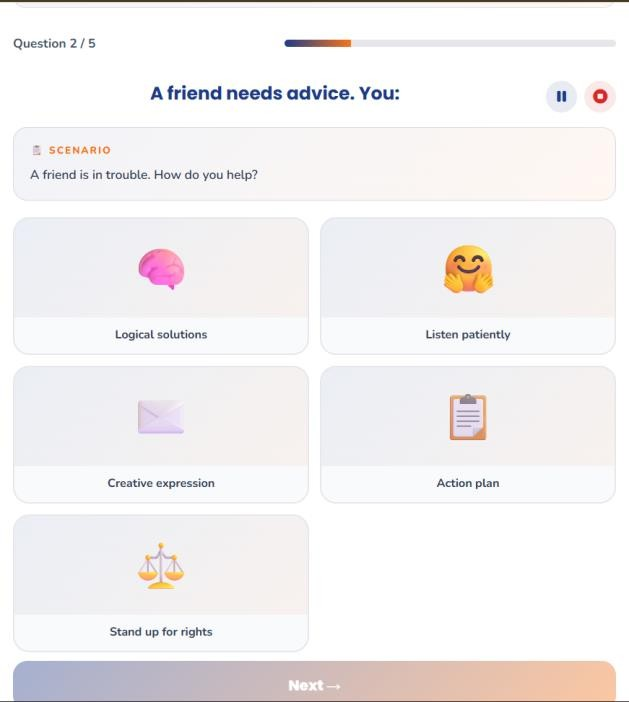 Question 2 / 5
A friend needs advice. You:
SCENARIO
A friend is in trouble. How do you help?
Logical solutions
Listen patiently
Creative expression
Action plan
Stand up for rights
Next →